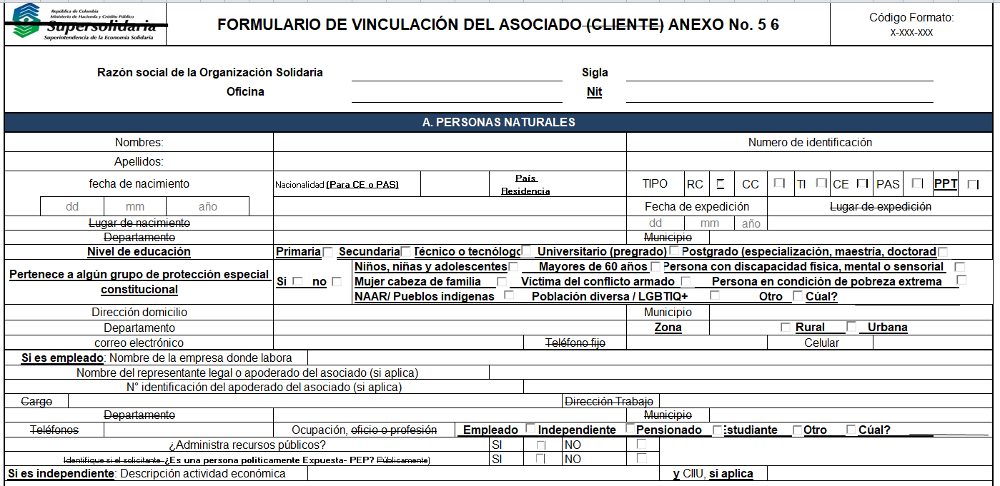 República de Colombia
Ministerio de Hacienda y Crédito Público
Supersolidaria
Superintendencia de la Economía Solidaria
FORMULARIO DE VINCULACIÓN DEL ASOCIADO (CLIENTE) ANEXO No. 5 6
Código Formato:
X-XXX-XXX
Razón social de la Organización Solidaria Sigla
Oficina Nit
A. PERSONAS NATURALES
Nombres: Numero de identificación
Apellidos:
fecha de nacimiento Nacionalidad (Para CE o PAS) País Residencia TIPO RC CC TI CE PAS PPT
dd mm año Fecha de expedición Lugar de expedición
Lugar de nacimiento dd mm año
Departamento Municipio
Nivel de educación Primaria Secundaria Técnico o tecnólogo Universitario (pregrado) Postgrado (especialización, maestría, doctorad
Pertenece a algún grupo de protección especial constitucional Si no Niños, niñas y adolescentes Mayores de 60 años Persona con discapacidad física, mental o sensorial
Mujer cabeza de familia Víctima del conflicto armado Persona en condición de pobreza extrema
NAAR/ Pueblos indígenas Población diversa / LGBTIQ+ Otro Cúal?
Dirección domicilio Municipio
Departamento Zona Rural Urbana
correo electrónico Teléfono fijo Celular
Si es empleado: Nombre de la empresa donde labora
Nombre del representante legal o apoderado del asociado (si aplica)
N° identificación del apoderado del asociado (si aplica)
Cargo Dirección Trabajo
Departamento Municipio
Teléfonos Ocupación, oficio o profesión Empleado Independiente Pensionado Estudiante Otro Cúal?
¿Administra recursos públicos? SI NO
Identifique si el solicitante ¿Es una persona politicamente Expuesta- PEP? Públicamente) SI NO
Si es independiente: Descripción actividad económica y CIIU, si aplica